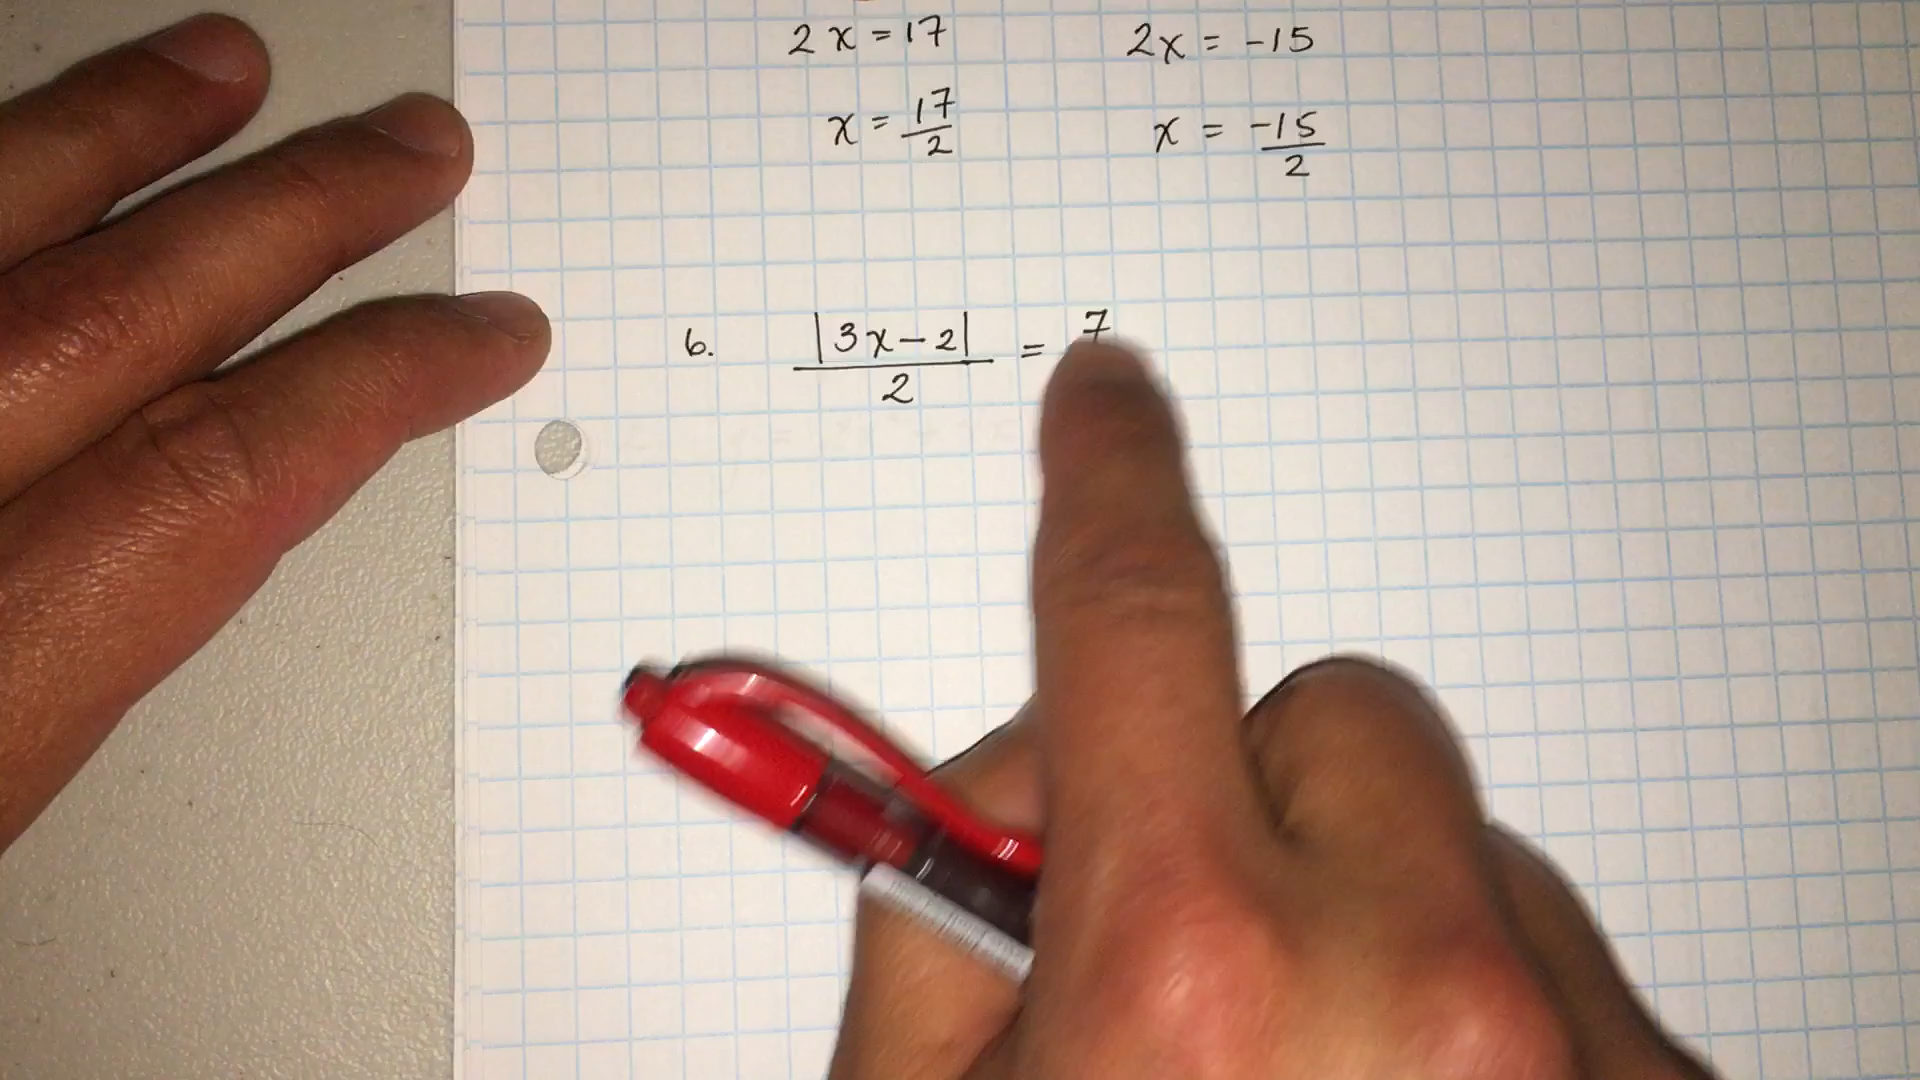 2x = 17 2x = -15
x = 17/2 x = -15/2
6. |3x-2|/2 = 7